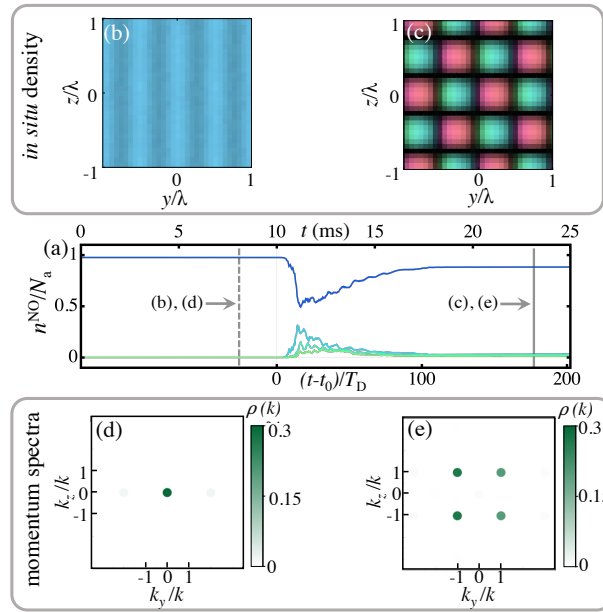 in situ density
(b)
1
0
-1
z/λ
0
1
y/λ
(c)
1
0
-1
z/λ
0
1
y/λ
(a)
0 5 10 t (ms) 15 20 25
1
0.5
0
n^NO/N_a
(b), (d)
(c), (e)
0 100 200
(t-t_0)/T_D
momentum spectra
(d)
1
0
-1
k_z/k
-1 0 1
k_y/k
ρ(k)
0.3
0.15
0
(e)
1
0
-1
k_z/k
-1 0 1
k_y/k
ρ(k)
0.3
0.15
0